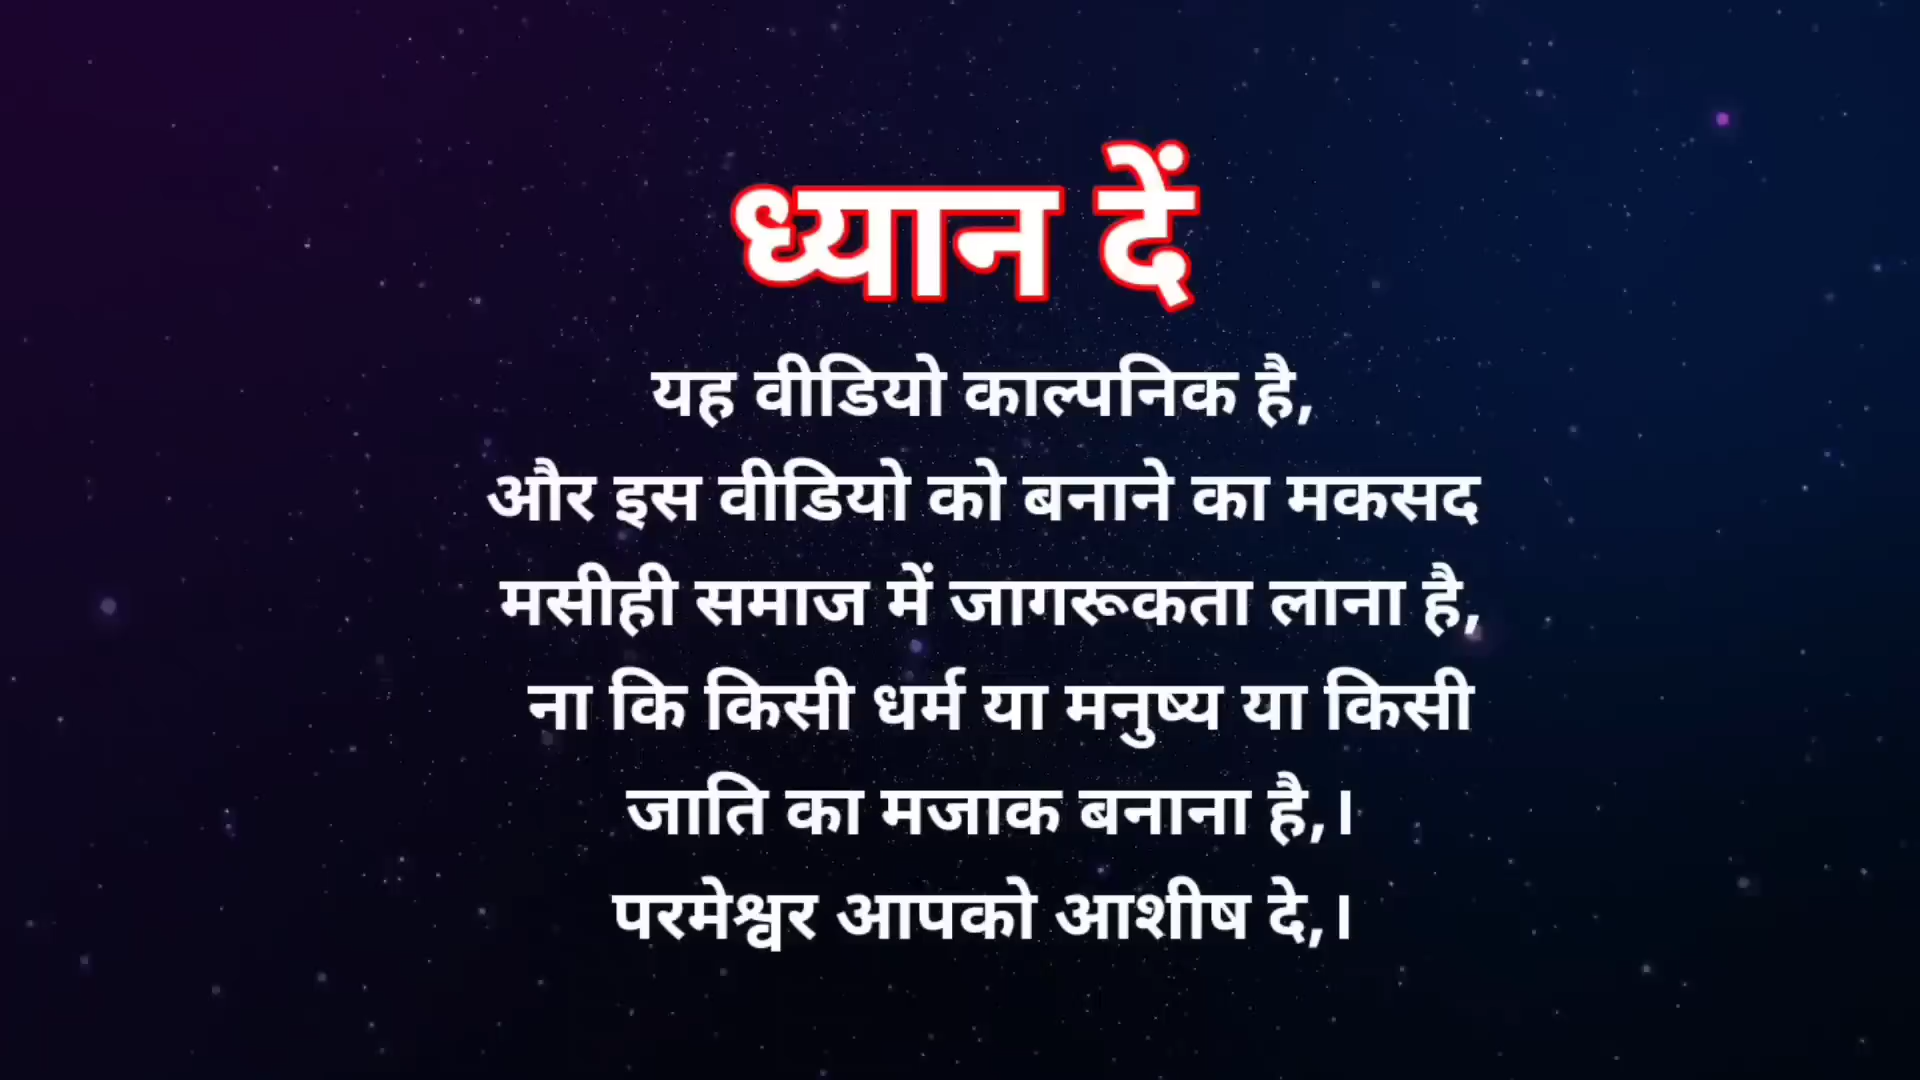 ध्यान दें
यह वीडियो काल्पनिक है,
और इस वीडियो को बनाने का मकसद
मसीही समाज में जागरूकता लाना है,
ना कि किसी धर्म या मनुष्य या किसी
जाति का मजाक बनाना है,।
परमेश्वर आपको आशीष दे,।